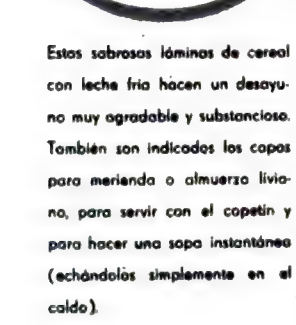 Estas sabrosas láminas de cereal
con leche fria hacen un desayu-
no muy agradable y substancioso.
También son indicados los copos
para merienda o almuerzo livia-
no, para servir con el copetín y
para hacer una sopa instantánea
(echándolos simplemente en el
caldo).